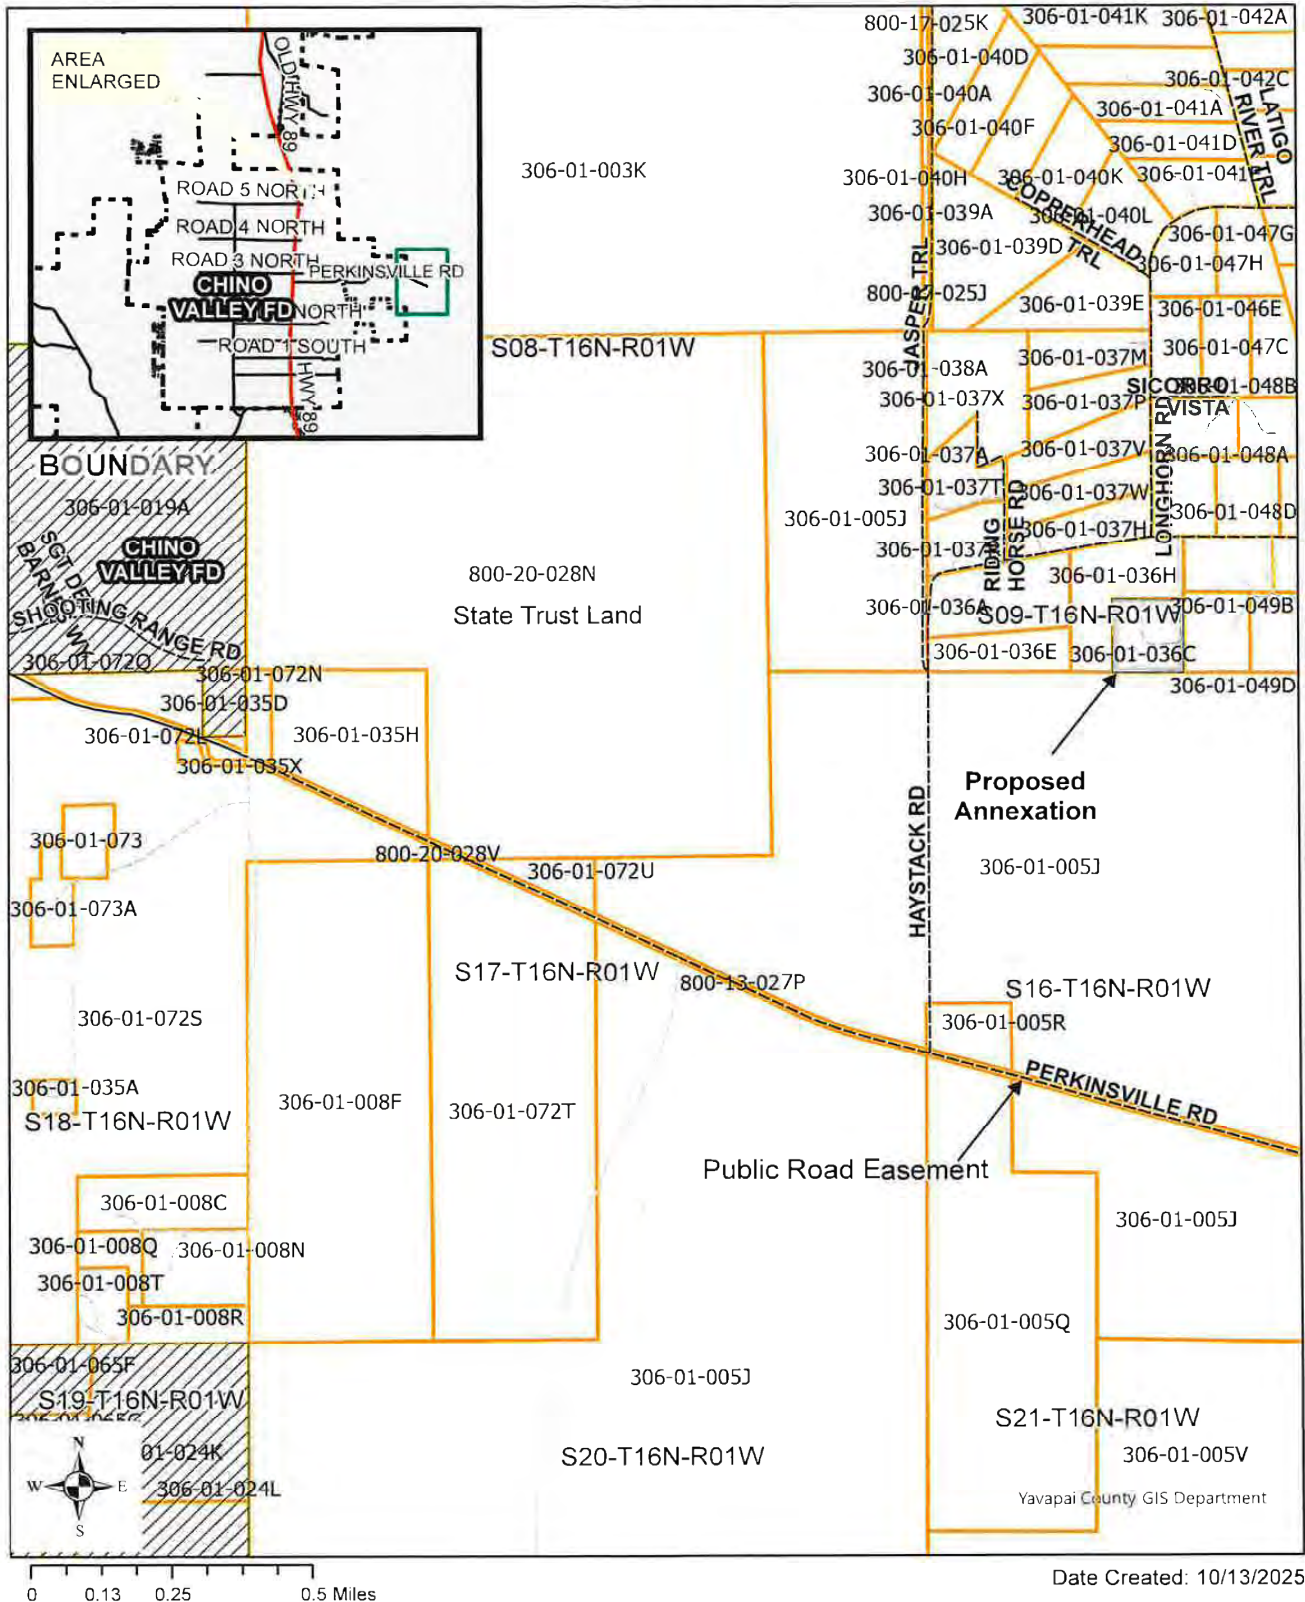 AREA
ENLARGED
OLD HWY 89
ROAD 5 NORTH
ROAD 4 NORTH
ROAD 3 NORTH
PERKINSVILLE RD
CHINO
VALLEY FD
NORTH
ROAD 1 SOUTH
HWY 89
800-17-025K
306-01-041K
306-01-042A
306-01-040D
306-01-042C
306-01-040A
306-01-041A
LATIGO
RIVER TRL
306-01-040F
306-01-041D
306-01-003K
306-01-040H
306-01-040K
306-01-041
COPPERHEAD
TRL
306-01-039A
306-01-040L
306-01-047G
306-01-039D
306-01-047H
JASPER TRL
306-01-039E
306-01-046E
S08-T16N-R01W
306-01-037M
306-01-047C
306-01-038A
SICORRO
VISTA
306-01-037X
306-01-037P
306-01-037A
306-01-037V
306-01-048A
306-01-037T
306-01-037W
LONGHORN RD
306-01-005J
306-01-037H
306-01-048D
RIDING
HORSE RD
BOUNDARY
306-01-019A
CHINO
VALLEY FD
SHOOTING RANGE RD
306-01-072Q
800-20-028N
State Trust Land
306-01-036H
306-01-036A
S09-T16N-R01W
306-01-049B
306-01-036E
306-01-036C
306-01-049D
306-01-072N
306-01-035D
306-01-072L
306-01-035H
306-01-035X
Proposed
Annexation
HAYSTACK RD
306-01-073
800-20-028V
306-01-072U
306-01-005J
306-01-073A
S17-T16N-R01W
800-13-027P
S16-T16N-R01W
306-01-072S
306-01-005R
306-01-035A
PERKINSVILLE RD
306-01-008F
306-01-072T
S18-T16N-R01W
Public Road Easement
306-01-008C
306-01-005J
306-01-008Q
306-01-008N
306-01-008T
306-01-008R
306-01-005Q
306-01-065F
306-01-005J
S19-T16N-R01W
S21-T16N-R01W
N
W
E
S
01-024K
S20-T16N-R01W
306-01-005V
306-01-024L
Yavapai County GIS Department
0 0.13 0.25 0.5 Miles
Date Created: 10/13/2025